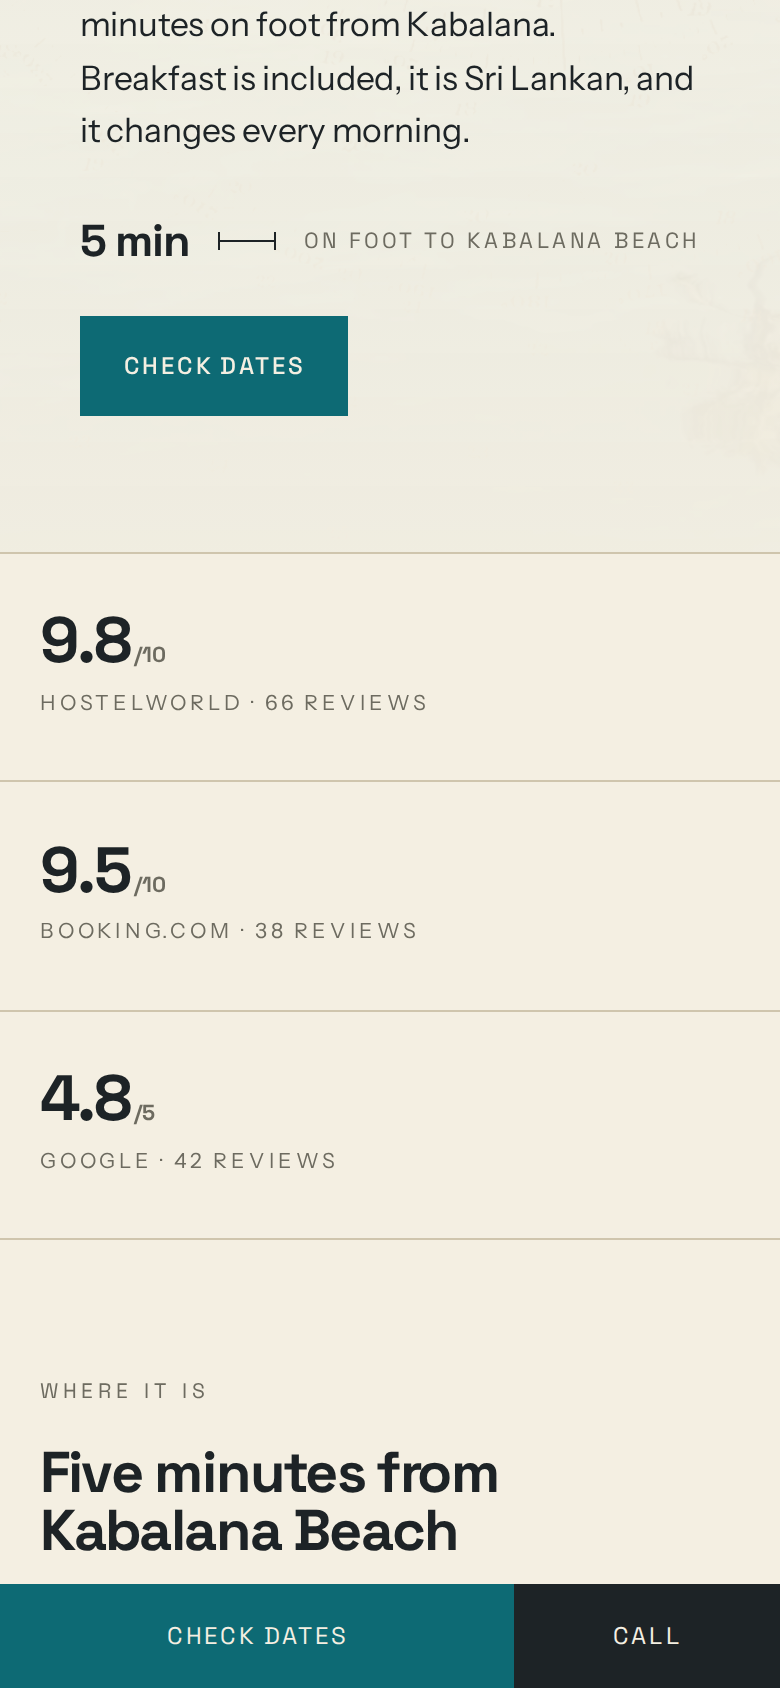 minutes on foot from Kabalana.
Breakfast is included, it is Sri Lankan, and
it changes every morning.
5 min ON FOOT TO KABALANA BEACH
CHECK DATES
9.8/10
HOSTELWORLD · 66 REVIEWS
9.5/10
BOOKING.COM · 38 REVIEWS
4.8/5
GOOGLE · 42 REVIEWS
WHERE IT IS
Five minutes from
Kabalana Beach
CHECK DATES CALL